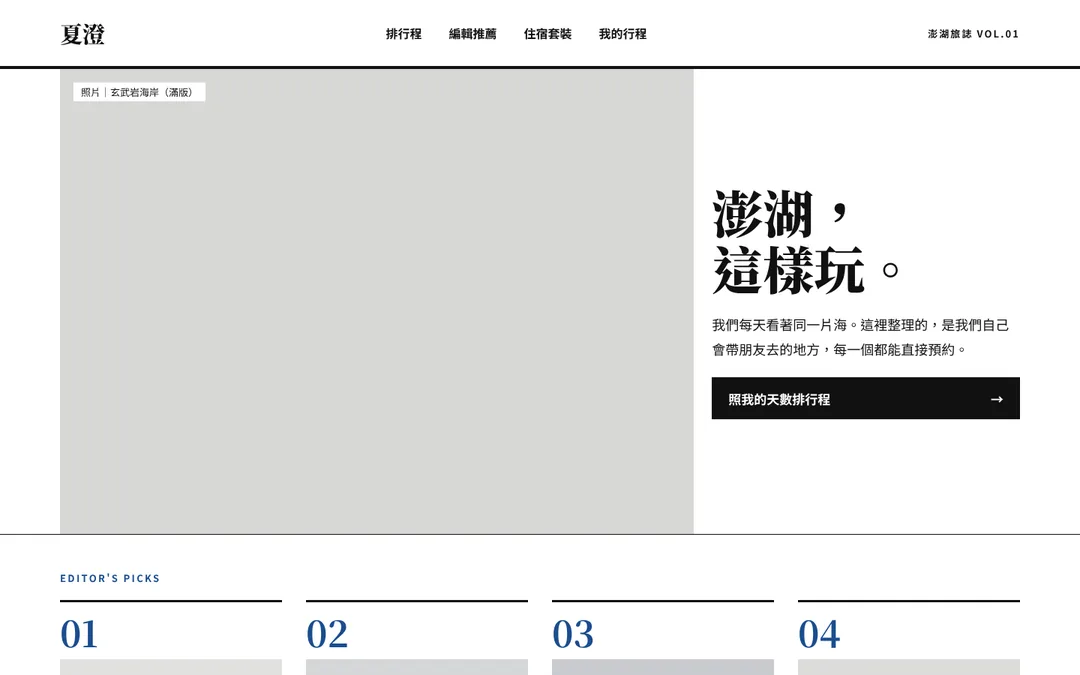 夏澄
排行程
編輯推薦
住宿套裝
我的行程
澎湖旅誌 VOL.01
照片｜玄武岩海岸（滿版）
澎湖，
這樣玩。
我們每天看著同一片海。這裡整理的，是我們自己
會帶朋友去的地方，每一個都能直接預約。
照我的天數排行程 →
EDITOR'S PICKS
01
02
03
04